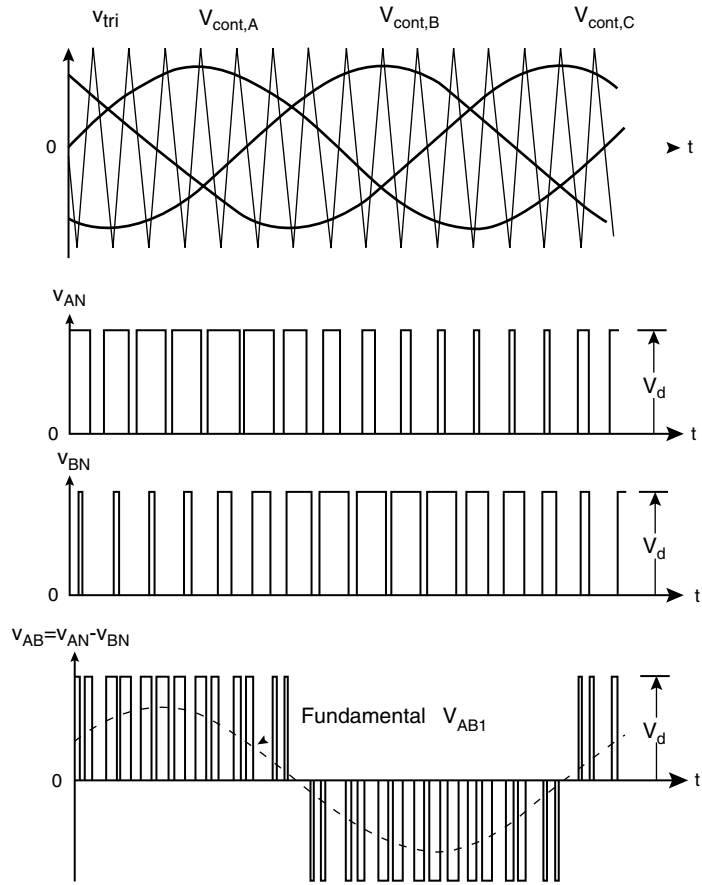 v_tri V_cont,A V_cont,B V_cont,C
0 t
v_AN
V_d
0 t
v_BN
V_d
0 t
v_AB=v_AN-v_BN
Fundamental V_AB1
V_d
0 t